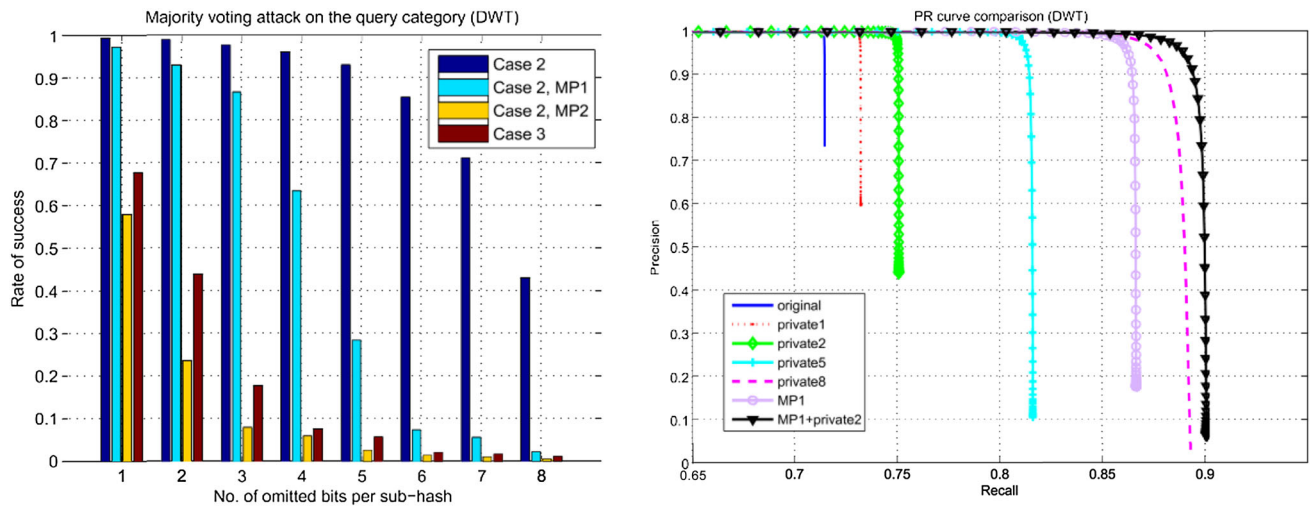 Majority voting attack on the query category (DWT)
1
0.9
0.8
0.7
0.6
0.5
0.4
0.3
0.2
0.1
0
Rate of success
Case 2
Case 2, MP1
Case 2, MP2
Case 3
1 2 3 4 5 6 7 8
No. of omitted bits per sub-hash
PR curve comparison (DWT)
1
0.9
0.8
0.7
0.6
0.5
0.4
0.3
0.2
0.1
0
Precision
original
private1
private2
private5
private8
MP1
MP1+private2
0.65 0.7 0.75 0.8 0.85 0.9
Recall